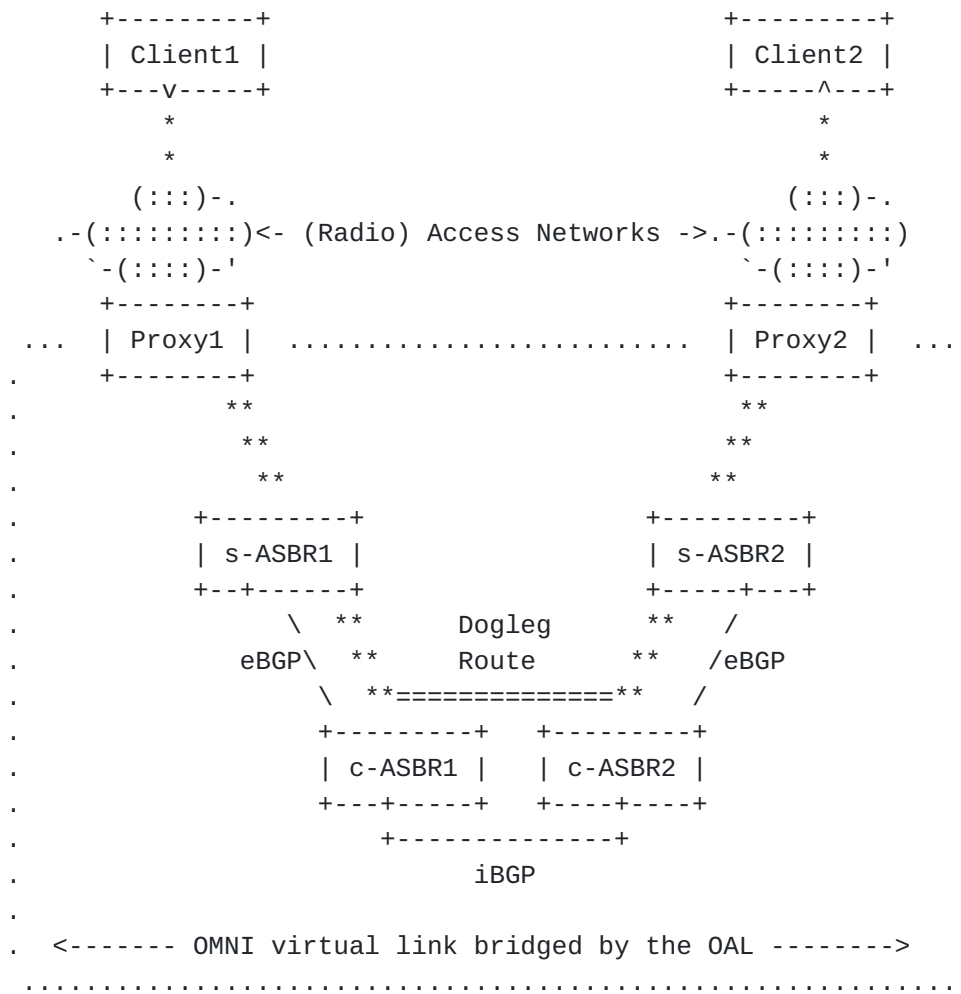 Client1 Client2
<- (Radio) Access Networks ->
Proxy1 Proxy2
s-ASBR1 s-ASBR2
Dogleg
eBGP Route eBGP
c-ASBR1 c-ASBR2
iBGP
<------- OMNI virtual link bridged by the OAL -------->